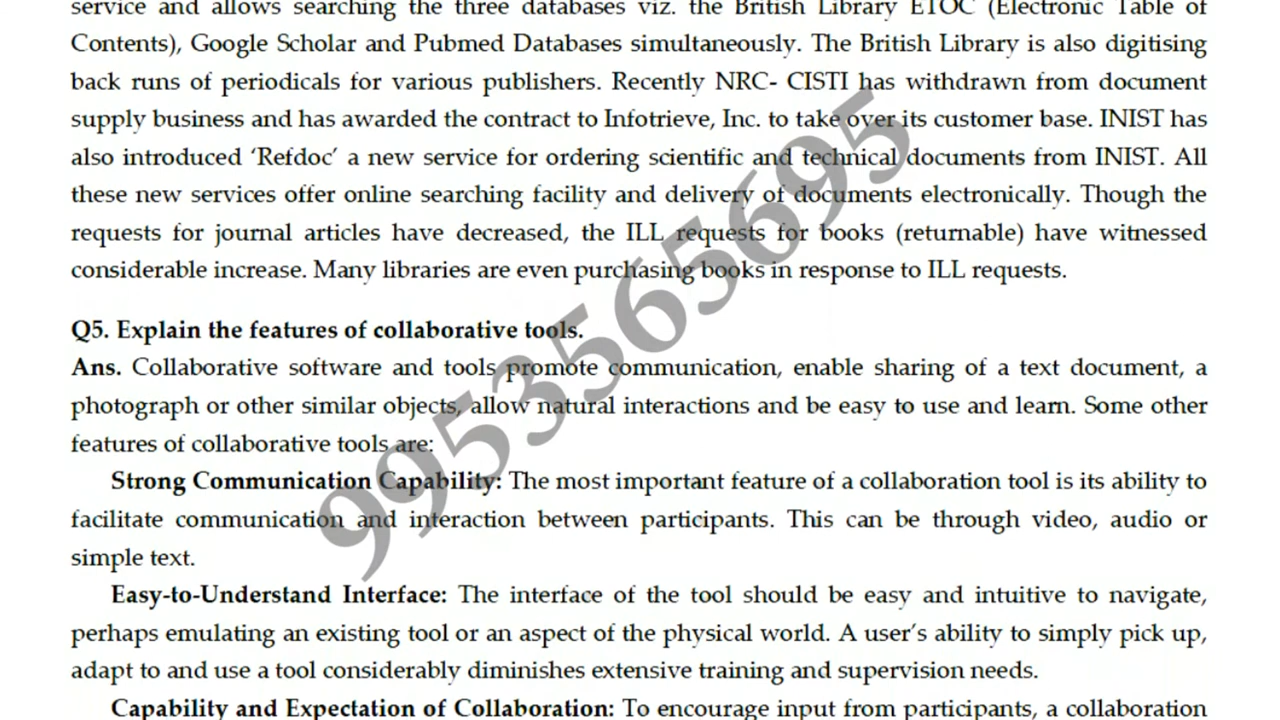 service and allows searching the three databases viz. the British Library ETOC (Electronic Table of
Contents), Google Scholar and Pubmed Databases simultaneously. The British Library is also digitising
back runs of periodicals for various publishers. Recently NRC- CISTI has withdrawn from document
supply business and has awarded the contract to Infotrieve, Inc. to take over its customer base. INIST has
also introduced ‘Refdoc’ a new service for ordering scientific and technical documents from INIST. All
these new services offer online searching facility and delivery of documents electronically. Though the
requests for journal articles have decreased, the ILL requests for books (returnable) have witnessed
considerable increase. Many libraries are even purchasing books in response to ILL requests.
Q5. Explain the features of collaborative tools.
Ans. Collaborative software and tools promote communication, enable sharing of a text document, a
photograph or other similar objects, allow natural interactions and be easy to use and learn. Some other
features of collaborative tools are:
Strong Communication Capability: The most important feature of a collaboration tool is its ability to
facilitate communication and interaction between participants. This can be through video, audio or
simple text.
Easy-to-Understand Interface: The interface of the tool should be easy and intuitive to navigate,
perhaps emulating an existing tool or an aspect of the physical world. A user’s ability to simply pick up,
adapt to and use a tool considerably diminishes extensive training and supervision needs.
Capability and Expectation of Collaboration: To encourage input from participants, a collaboration
9953565695